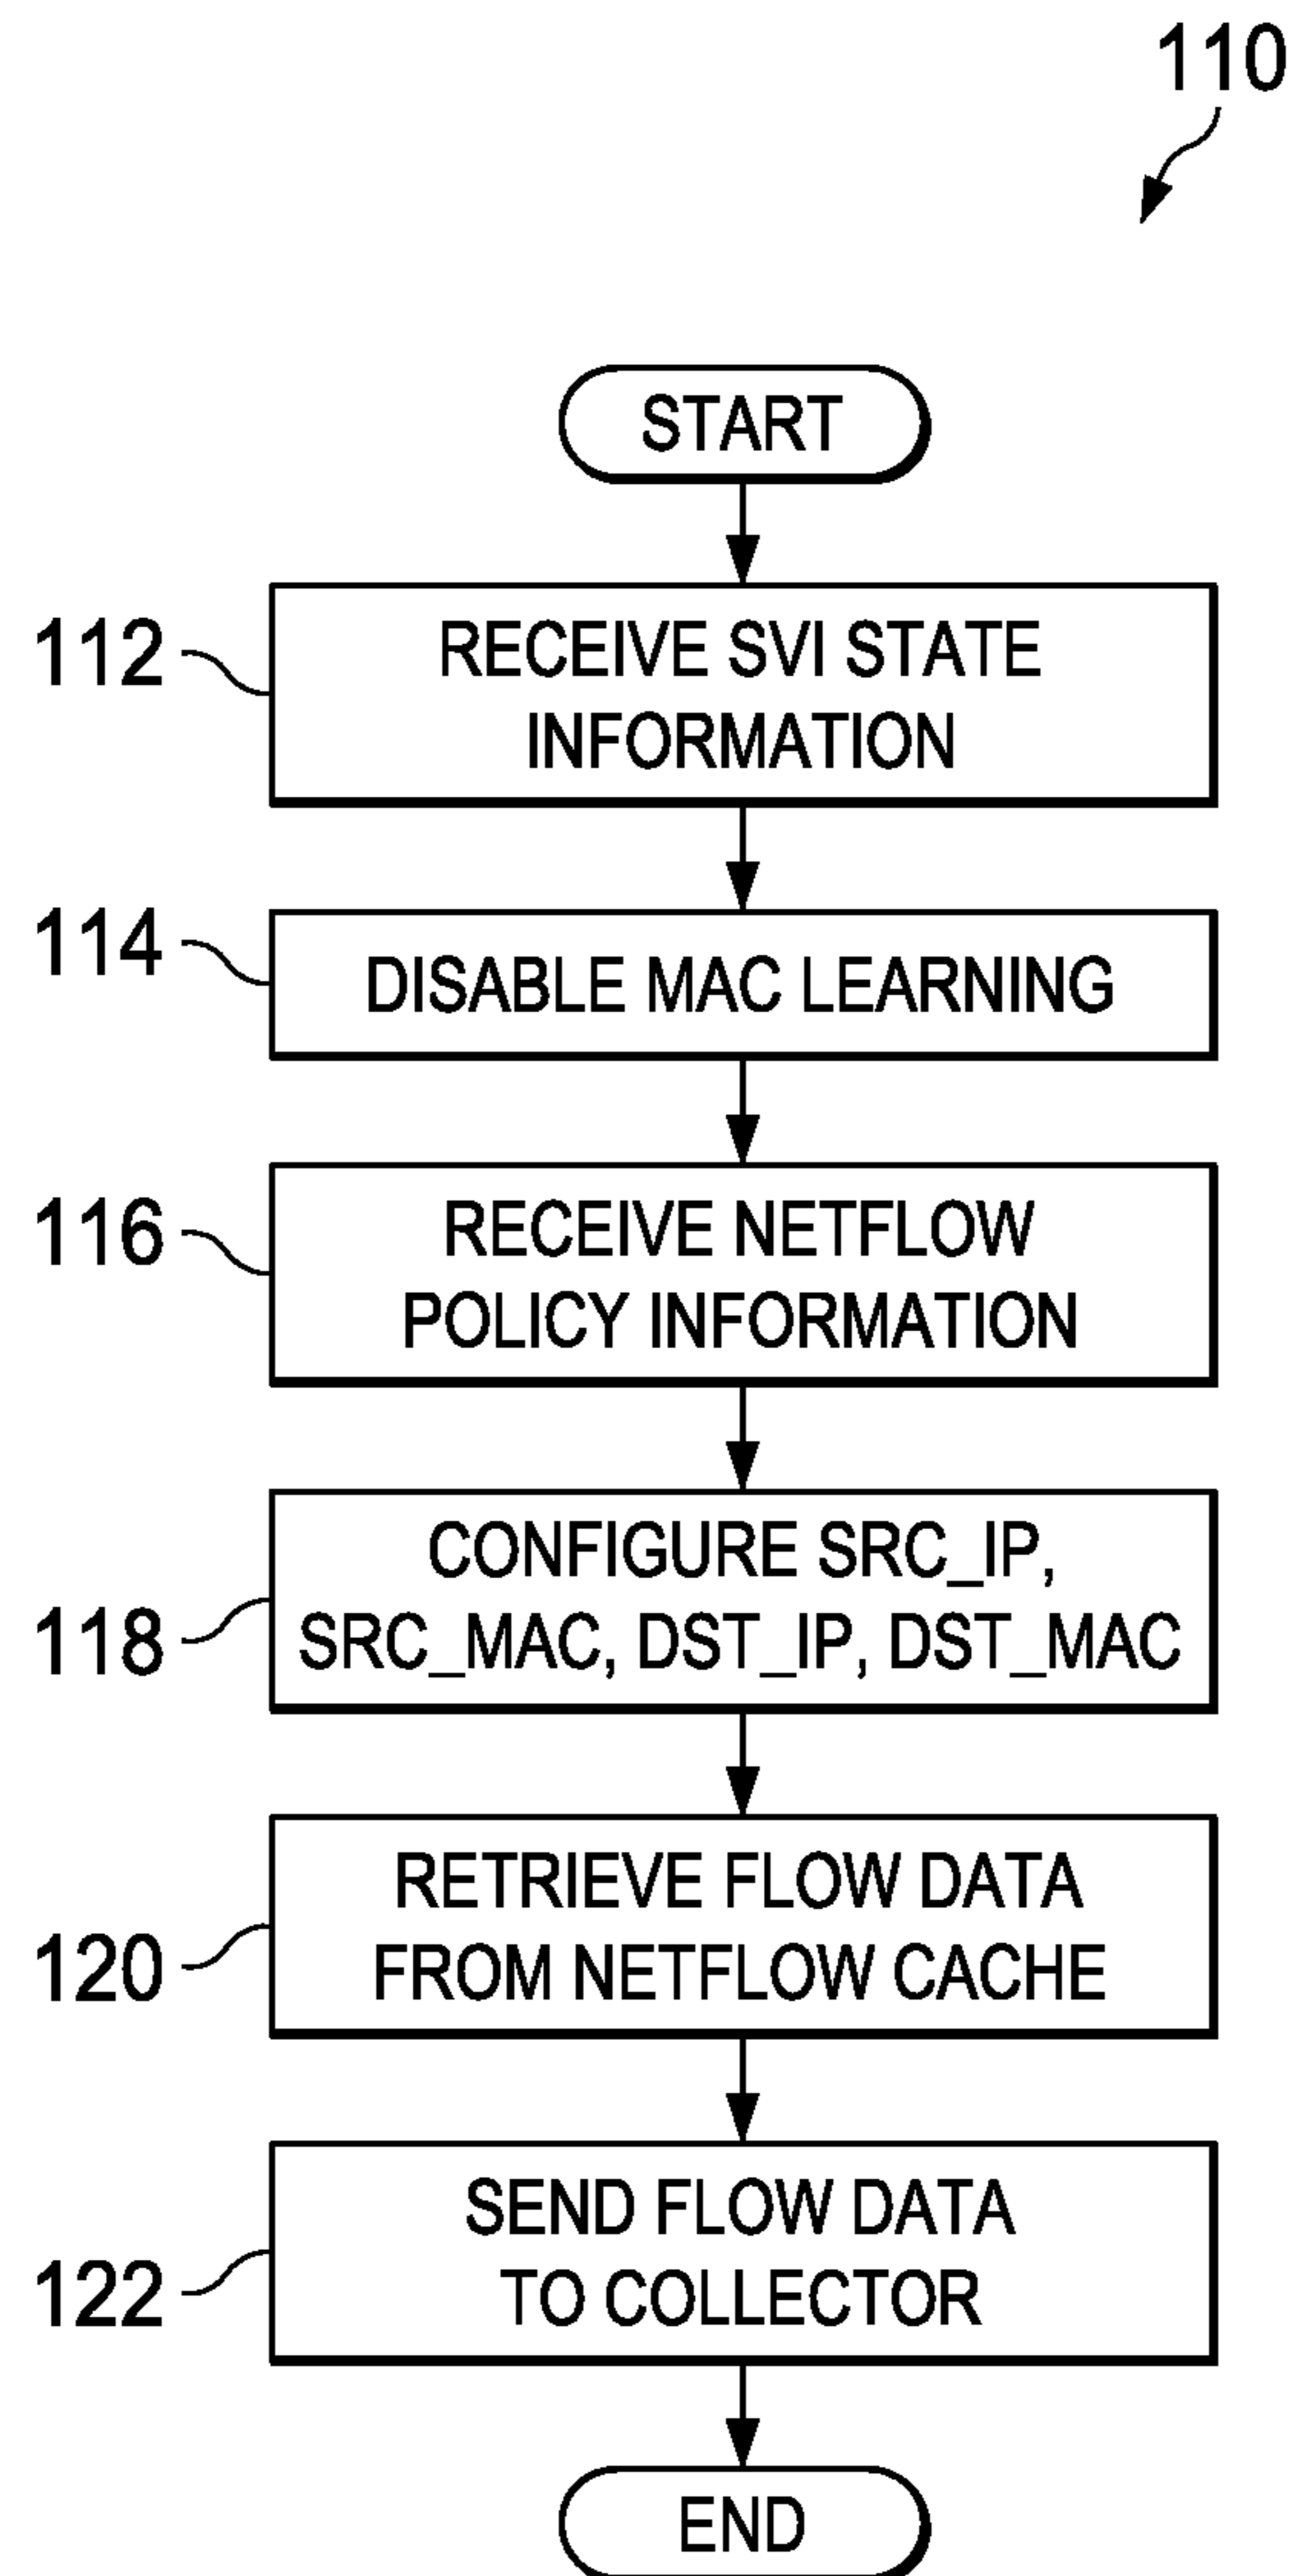 110
START
112
RECEIVE SVI STATE
INFORMATION
114
DISABLE MAC LEARNING
116
RECEIVE NETFLOW
POLICY INFORMATION
118
CONFIGURE SRC_IP,
SRC_MAC, DST_IP, DST_MAC
120
RETRIEVE FLOW DATA
FROM NETFLOW CACHE
122
SEND FLOW DATA
TO COLLECTOR
END